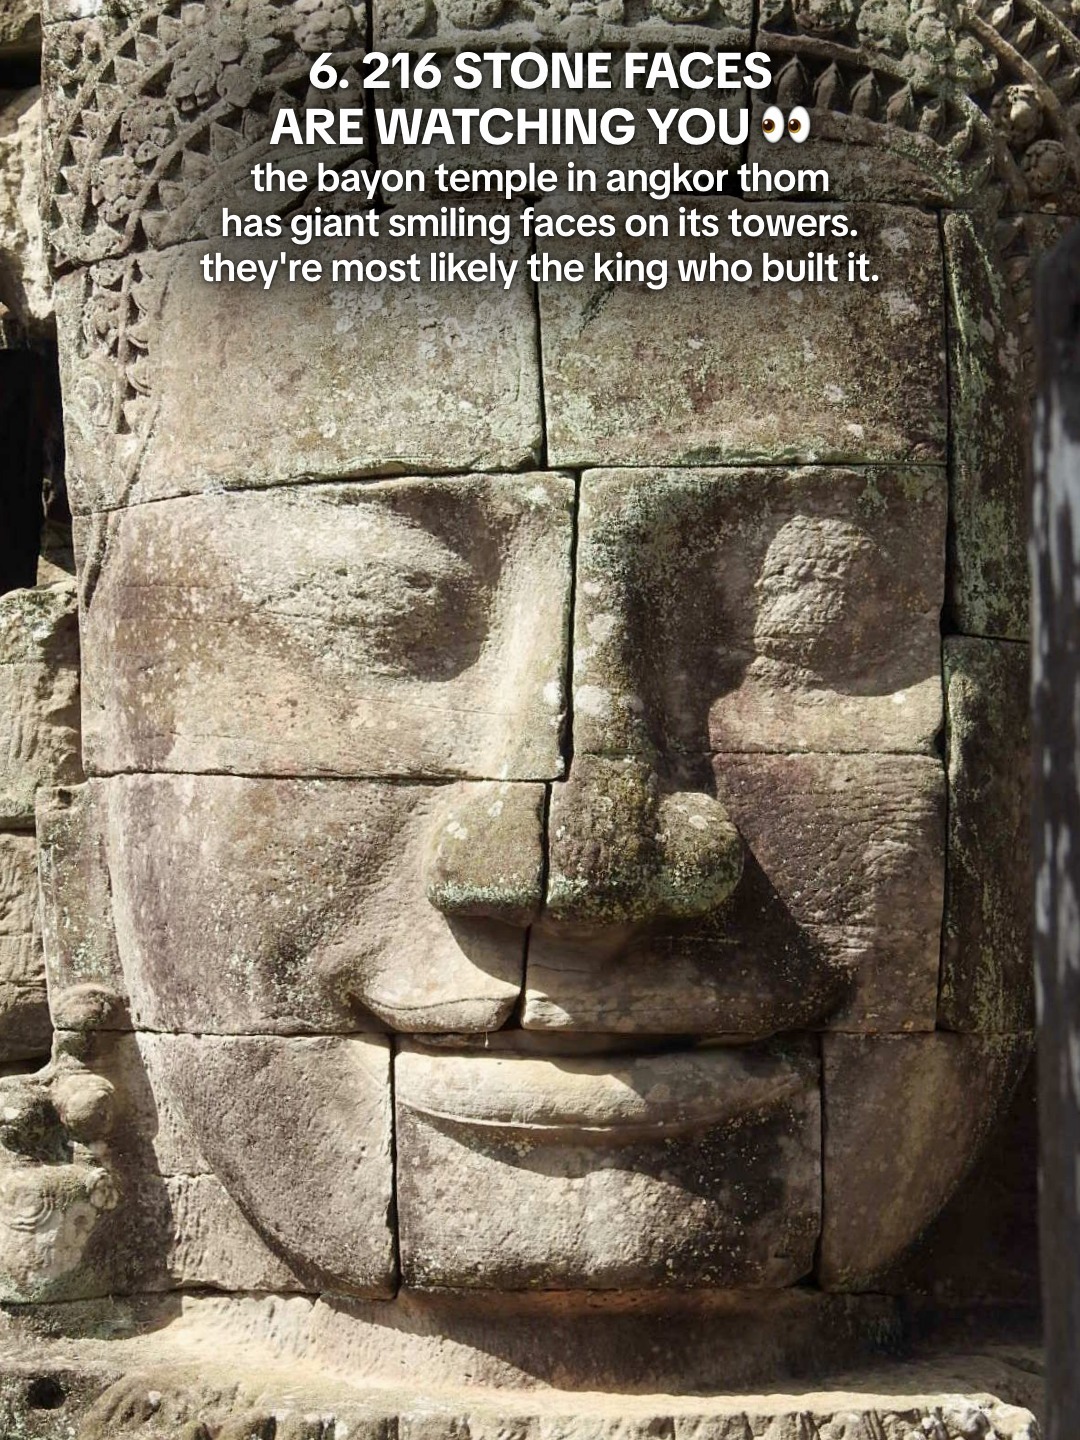 6. 216 STONE FACES
ARE WATCHING YOU👀
the bayon temple in angkor thom
has giant smiling faces on its towers.
they're most likely the king who built it.